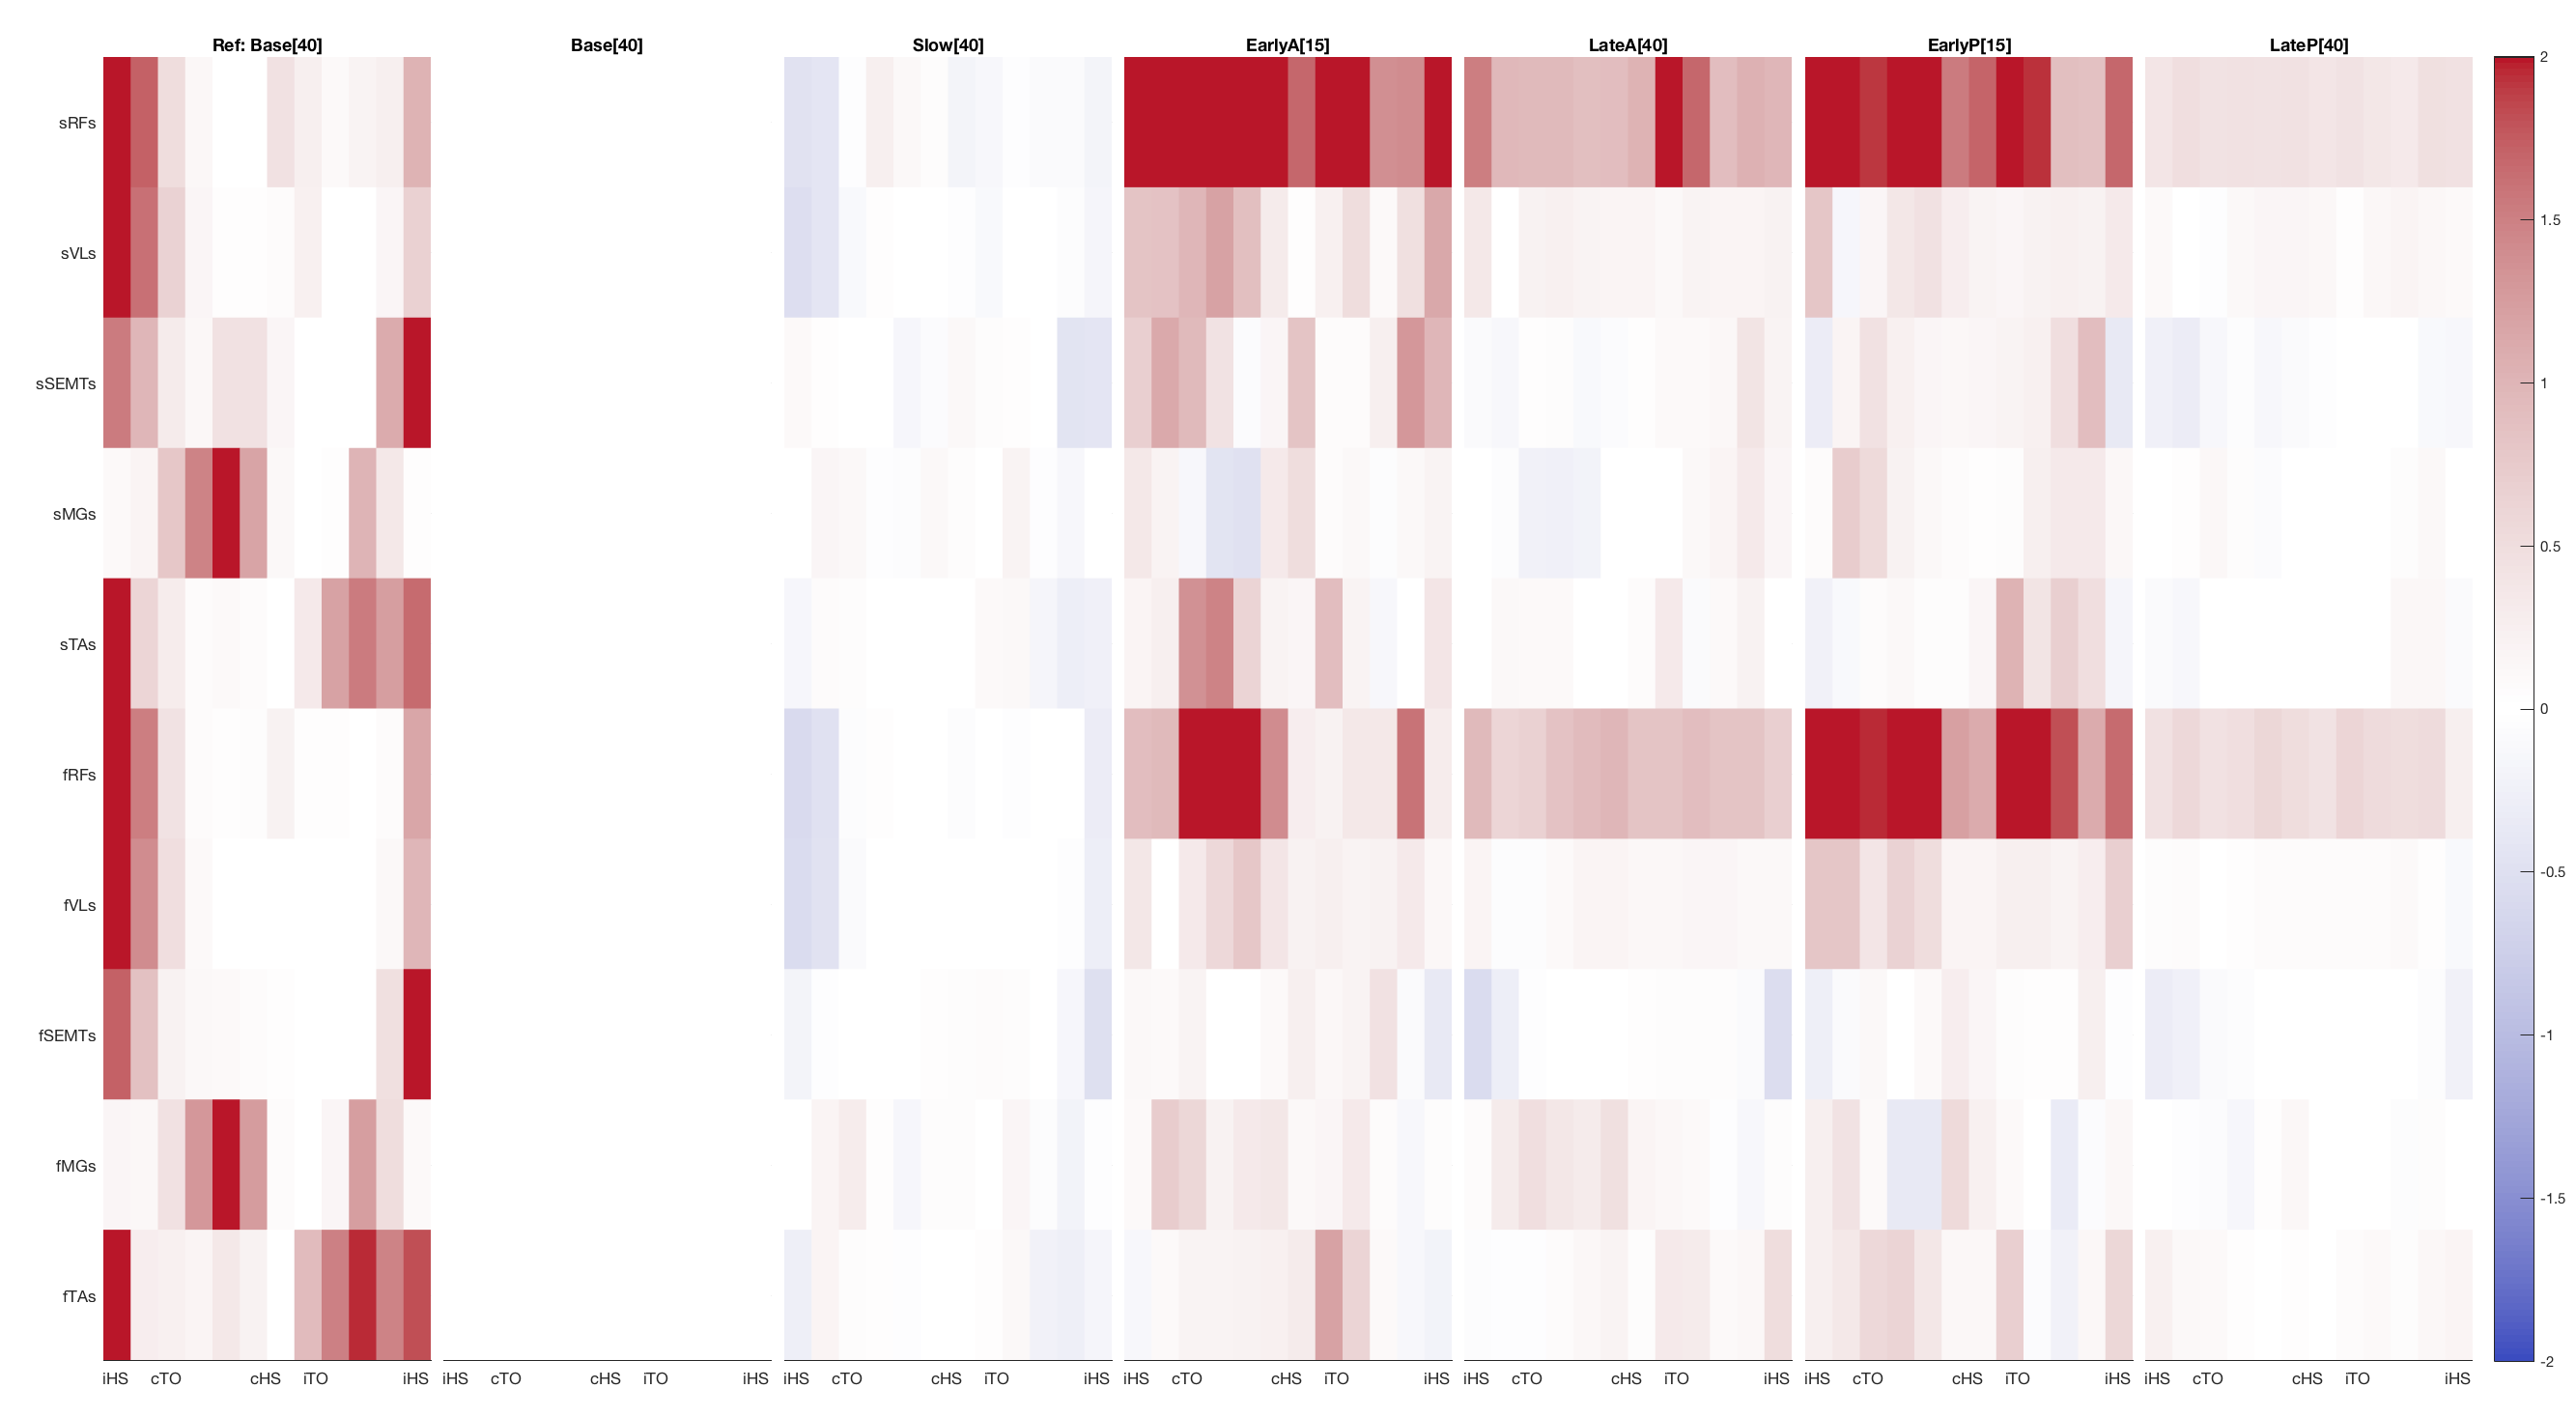 Ref: Base[40] Base[40] Slow[40] EarlyA[15] LateA[40] EarlyP[15] LateP[40]
sRFs
sVLs
sSEMTs
sMGs
sTAs
fRFs
fVLs
fSEMTs
fMGs
fTAs
iHS cTO cHS iTO iHS iHS cTO cHS iTO iHS iHS cTO cHS iTO iHS iHS cTO cHS iTO iHS iHS cTO cHS iTO iHS iHS cTO cHS iTO iHS iHS cTO cHS iTO iHS
2
1.5
1
0.5
0
-0.5
-1
-1.5
-2